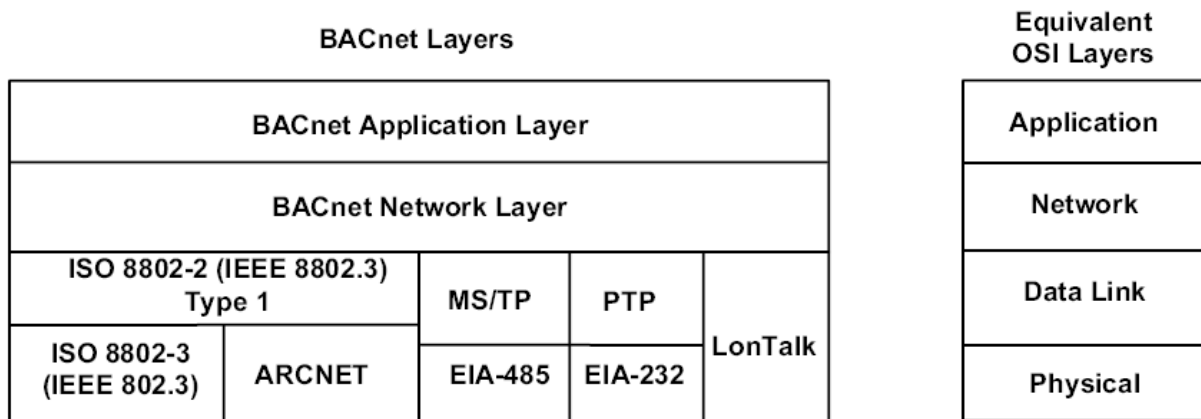 BACnet Layers
Equivalent
OSI Layers
BACnet Application Layer
Application
BACnet Network Layer
Network
ISO 8802-2 (IEEE 8802.3)
Type 1
MS/TP
PTP
LonTalk
Data Link
ISO 8802-3
(IEEE 802.3)
ARCNET
EIA-485
EIA-232
Physical